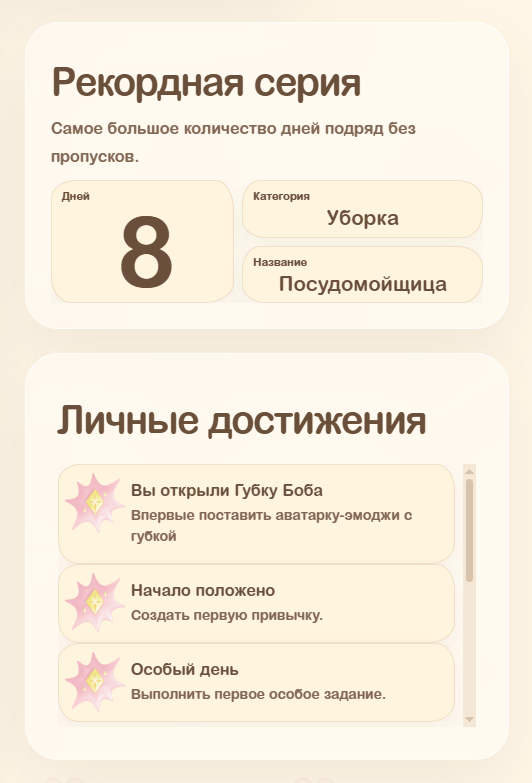 Рекордная серия
Самое большое количество дней подряд без
пропусков.
Дней
8
Категория
Уборка
Название
Посудомойщица
Личные достижения
Вы открыли Губку Боба
Впервые поставить аватарку-эмоджи с
губкой
Начало положено
Создать первую привычку.
Особый день
Выполнить первое особое задание.